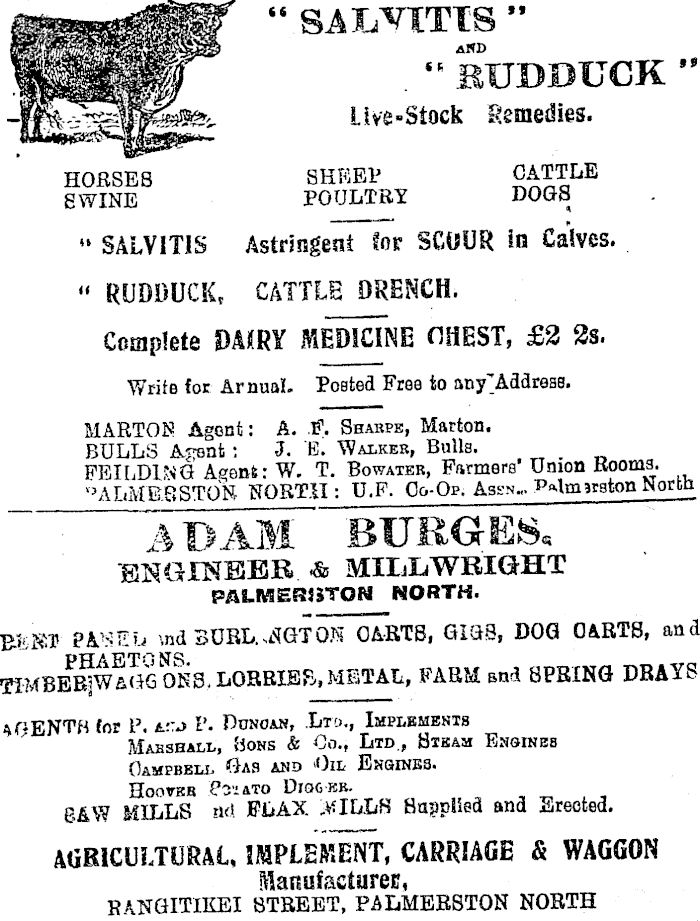 "SALVITIS"
AND
"RUDDUCK"
Live-Stock Remedies.
HORSES SHEEP CATTLE
SWINE POULTRY DOGS
"SALVITIS Astringent for SCOUR in Calves.
"RUDDUCK, CATTLE DRENCH.
Complete DAIRY MEDICINE CHEST, £2 2s.
Write for Annual. Posted Free to any Address.
MARTON Agent: A. F. SHARPE, Marton.
BULLS Agent: J. E. WALKER, Bulls.
FEILDING Agent: W. T. BOWATER, Farmers' Union Rooms.
PALMERSTON NORTH: U.F. CO-OP. ASSN., Palmerston North
ADAM BURGES.
ENGINEER & MILLWRIGHT
PALMERSTON NORTH.
BENT PANEL and BURLINGTON CARTS, GIGS, DOG CARTS, and
PHAETONS.
TIMBER WAGGONS, LORRIES, METAL, FARM and SPRING DRAYS
AGENTS for P. AND P. DUNCAN, LTD., IMPLEMENTS
MARSHALL, SONS & CO., LTD., STEAM ENGINES
CAMPBELL GAS AND OIL ENGINES.
HOOVER POTATO DIGGER.
SAW MILLS and FLAX MILLS Supplied and Erected.
AGRICULTURAL, IMPLEMENT, CARRIAGE & WAGGON
Manufacturer,
RANGITIKEI STREET, PALMERSTON NORTH